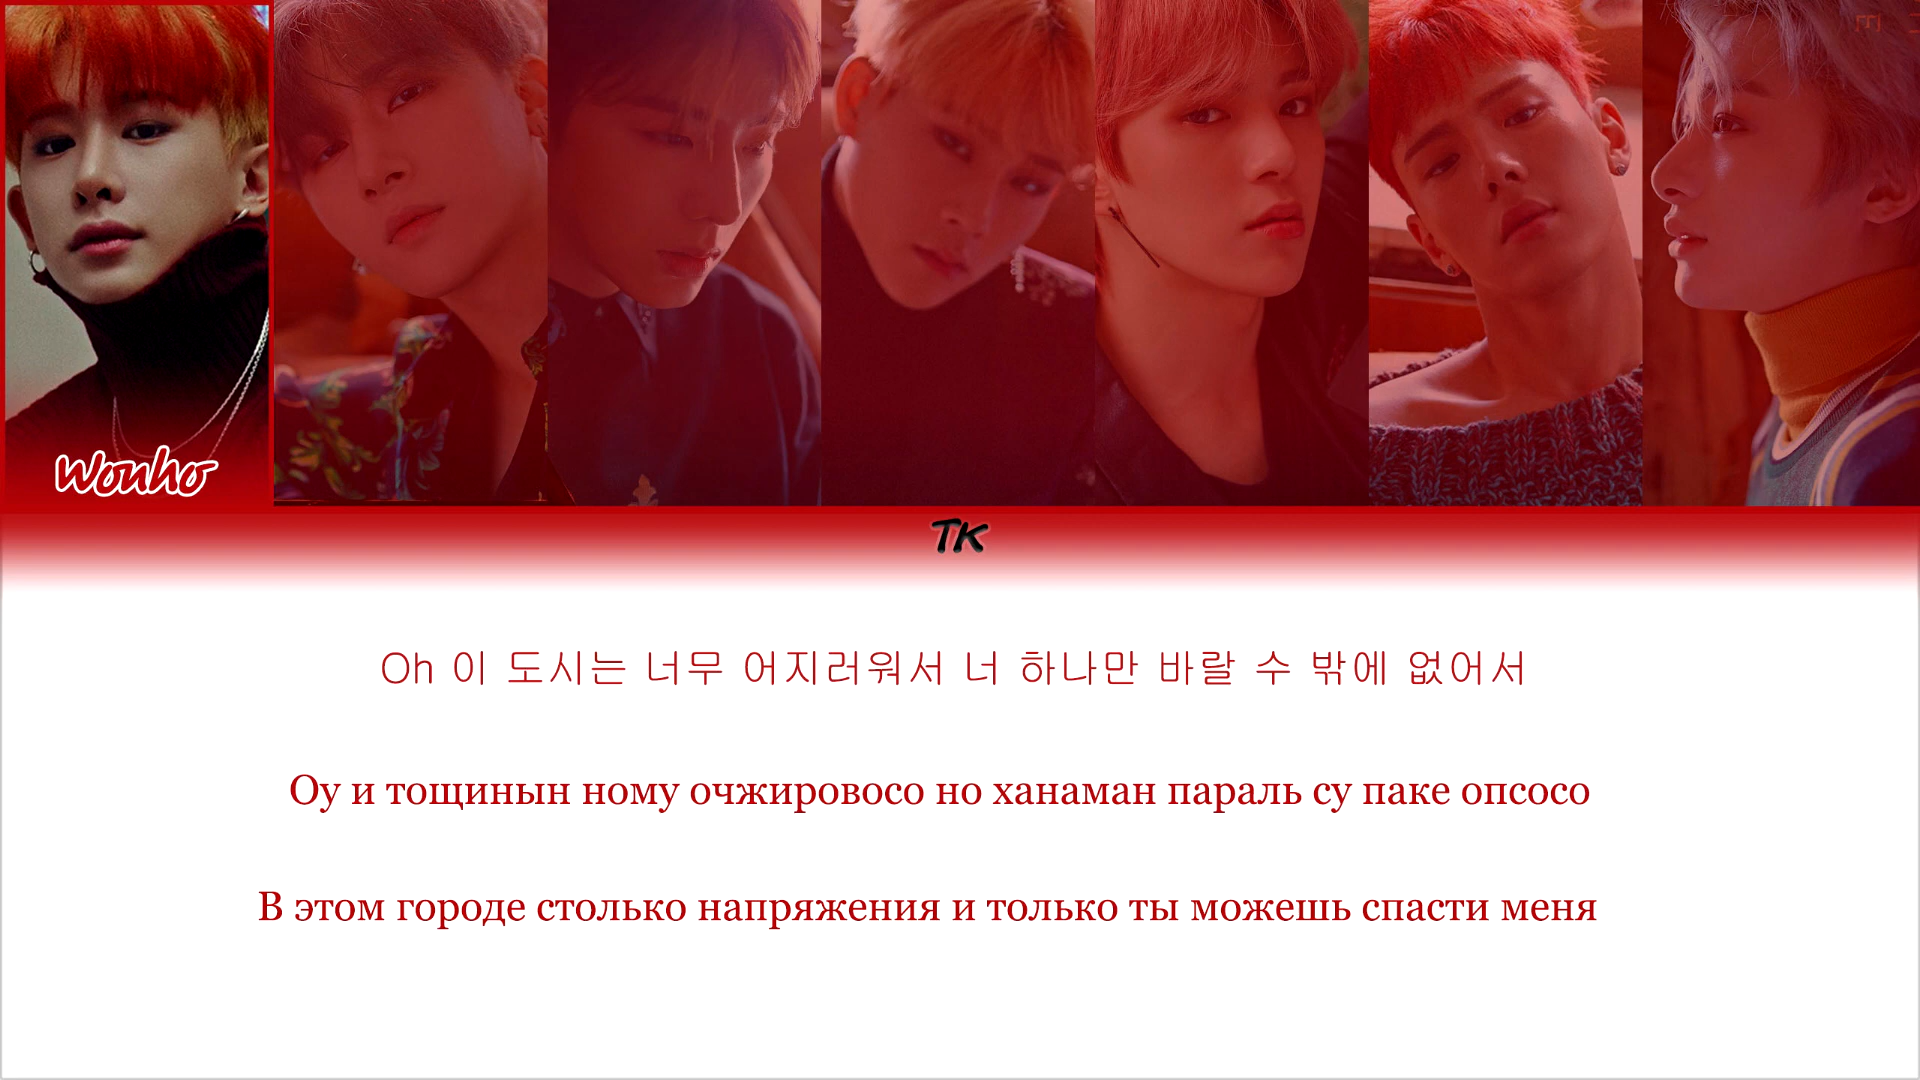 Wonho
TK
Oh 이 도시는 너무 어지러워서 너 하나만 바랄 수 밖에 없어서
Оу и тощинын ному очжировосо но ханаман параль су паке опсосо
В этом городе столько напряжения и только ты можешь спасти меня